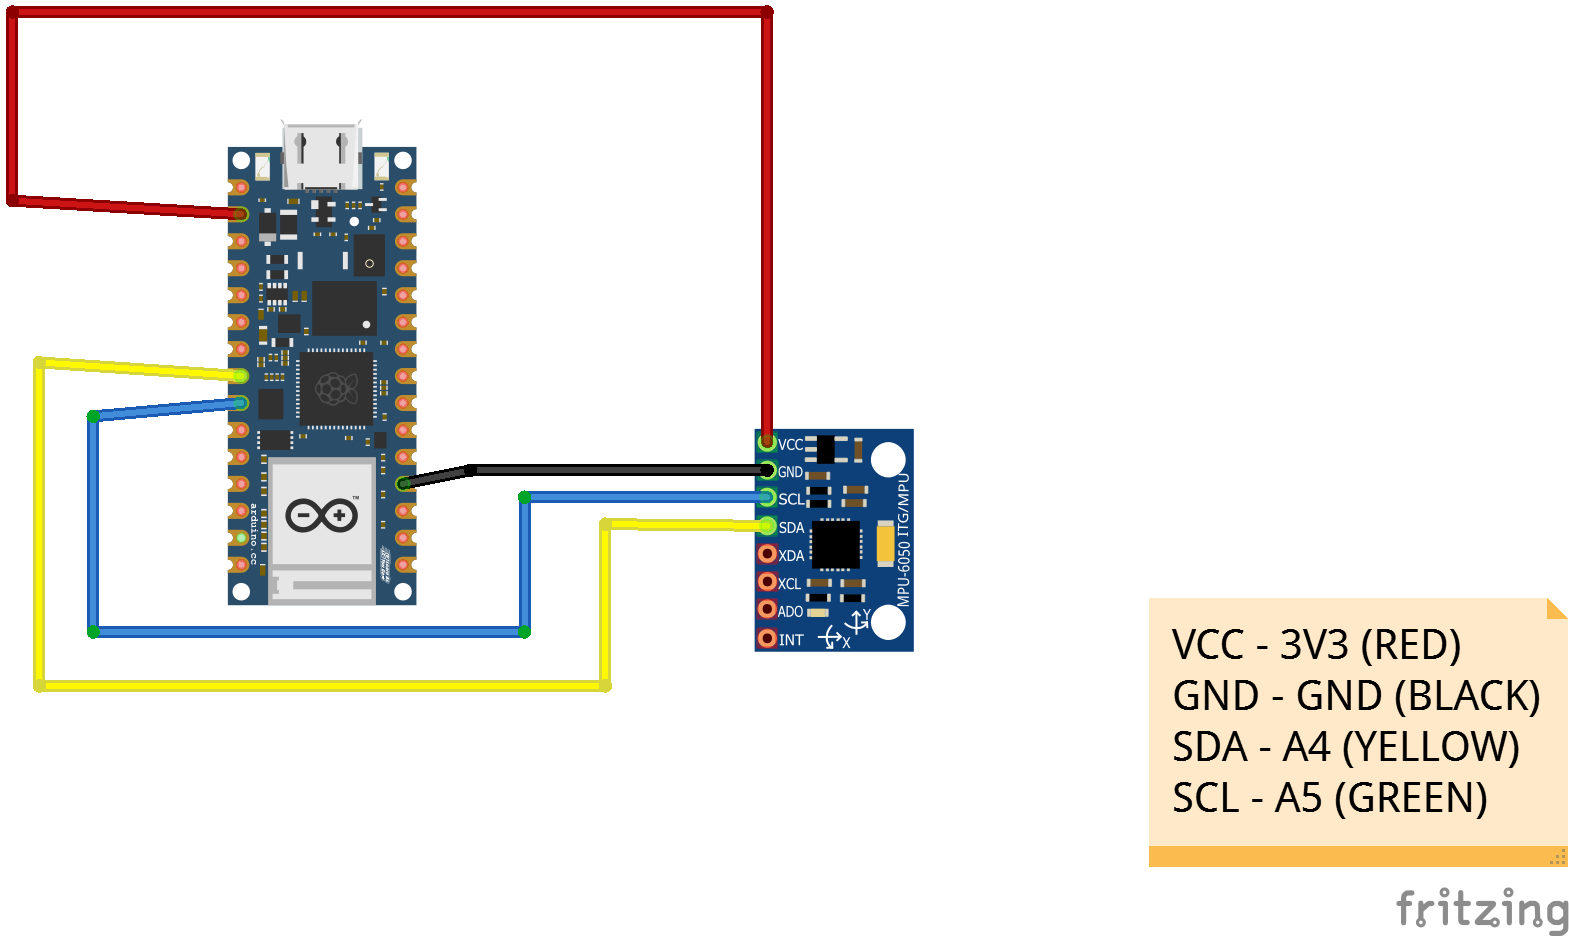 arduino.cc
TM
VCC
GND
SCL
SDA
XDA
XCL
ADO
INT
MPU-6050 ITG/MPU
Y
X
VCC - 3V3 (RED)
GND - GND (BLACK)
SDA - A4 (YELLOW)
SCL - A5 (GREEN)
fritzing